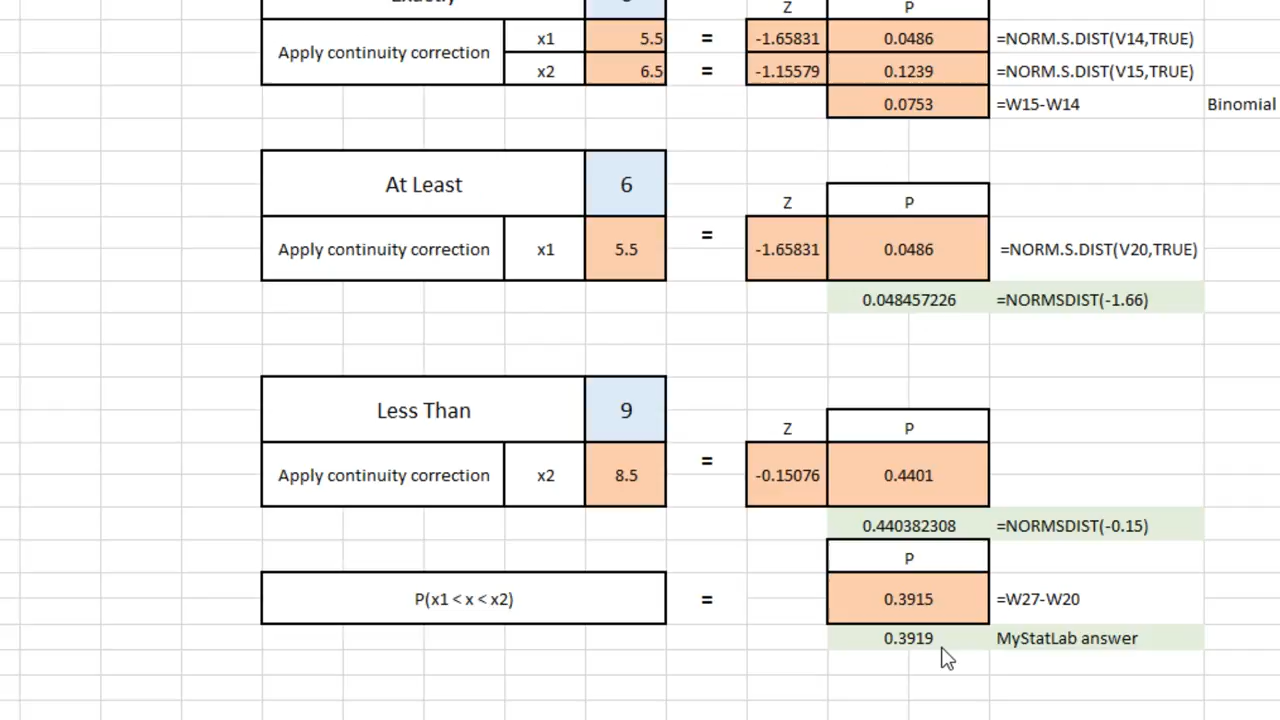 Exactly
Z P
Apply continuity correction x1 5.5 = -1.65831 0.0486 =NORM.S.DIST(V14,TRUE)
x2 6.5 = -1.15579 0.1239 =NORM.S.DIST(V15,TRUE)
0.0753 =W15-W14 Binomial
At Least 6
Z P
Apply continuity correction x1 5.5 = -1.65831 0.0486 =NORM.S.DIST(V20,TRUE)
0.048457226 =NORMSDIST(-1.66)
Less Than 9
Z P
Apply continuity correction x2 8.5 = -0.15076 0.4401
0.440382308 =NORMSDIST(-0.15)
P
P(x1 < x < x2) = 0.3915 =W27-W20
0.3919 MyStatLab answer